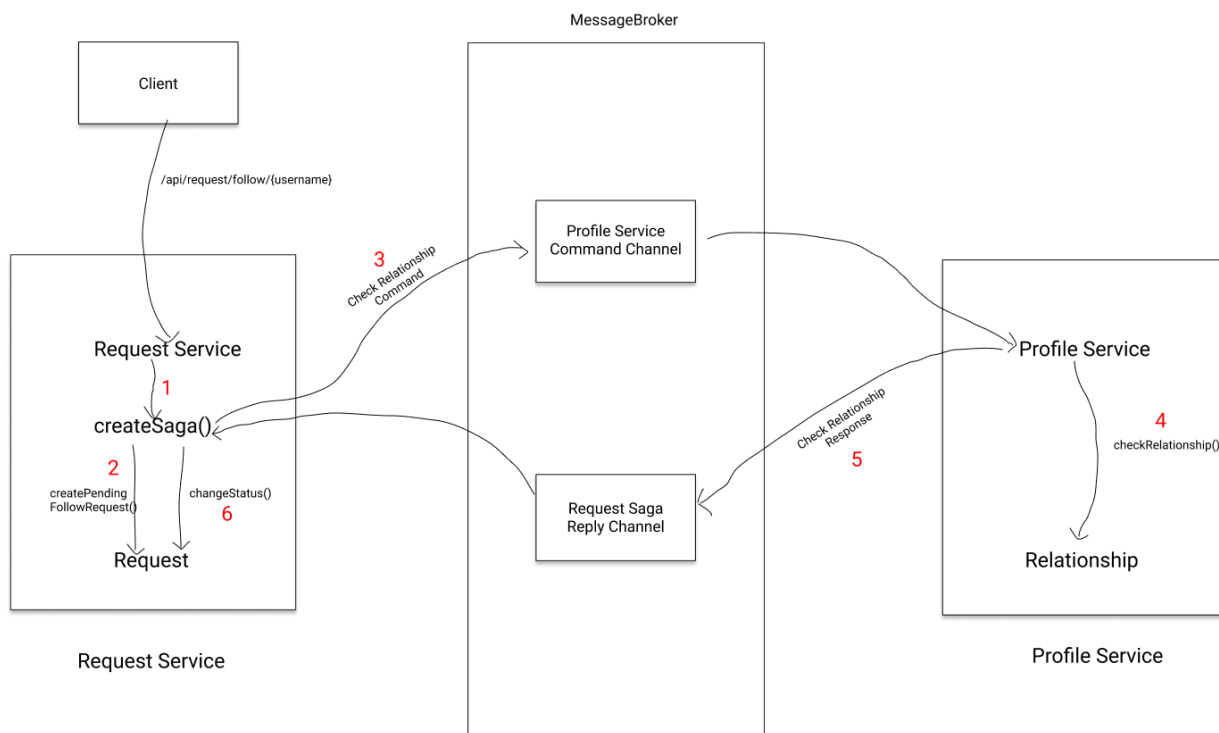 MessageBroker
Client
/api/request/follow/{username}
Profile Service
Command Channel
3
Check Relationship
Command
Request Service
1
createSaga()
2
createPending
FollowRequest()
changeStatus()
6
Request
Request Service
Check Relationship
Response
5
Request Saga
Reply Channel
Profile Service
4
checkRelationship()
Relationship
Profile Service